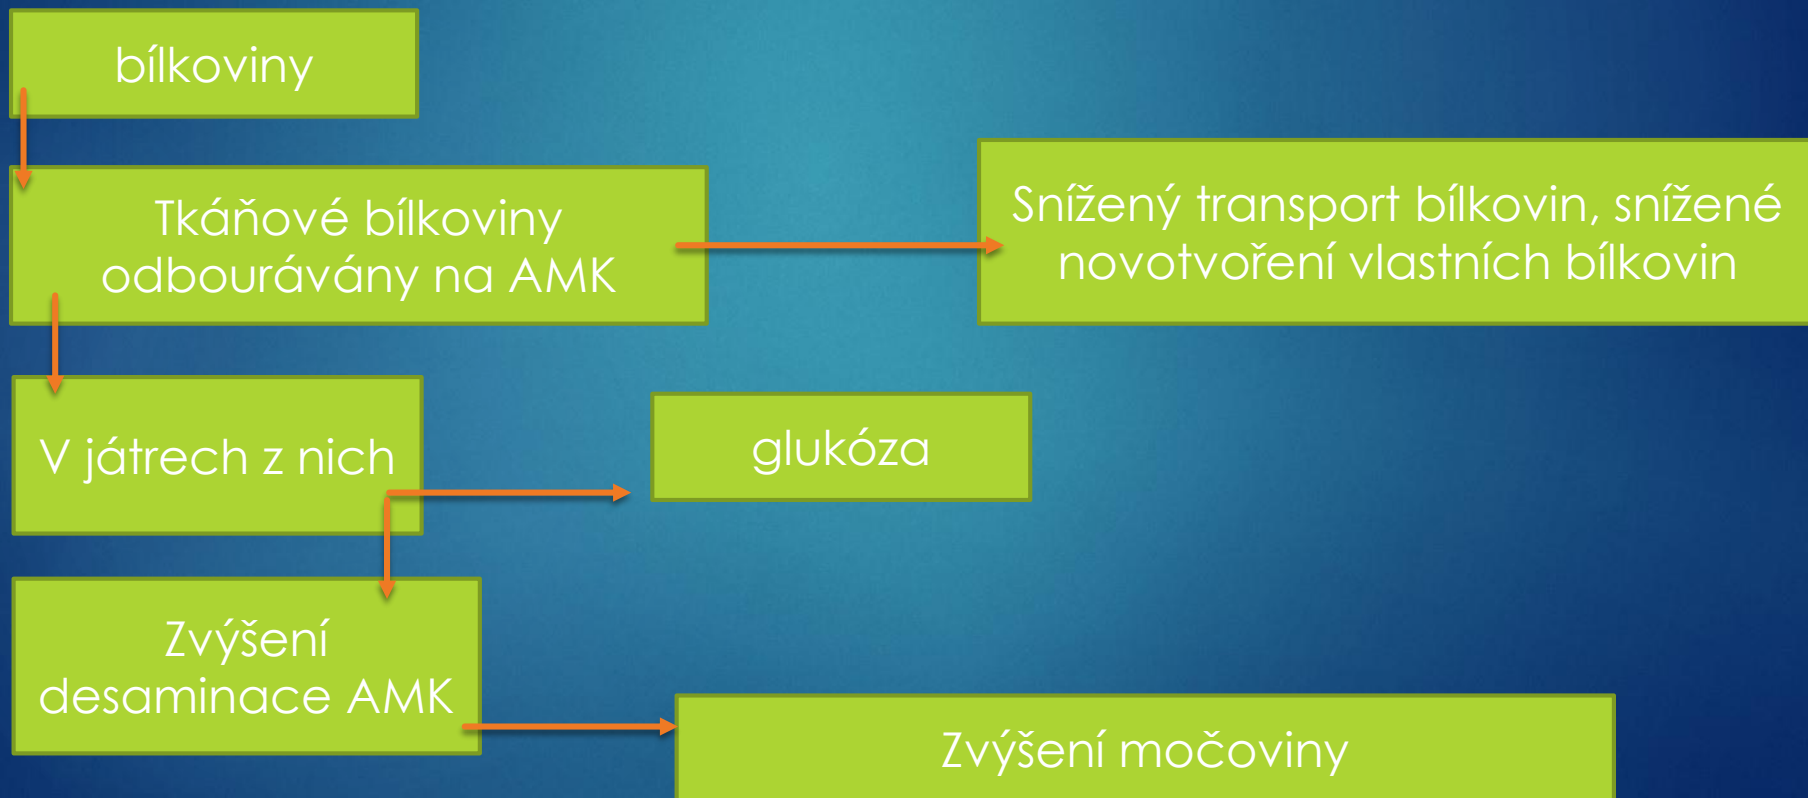 bílkoviny
Tkáňové bílkoviny
odbourávány na AMK
Snížený transport bílkovin, snížené
novotvoření vlastních bílkovin
V játrech z nich
glukóza
Zvýšení
desaminace AMK
Zvýšení močoviny